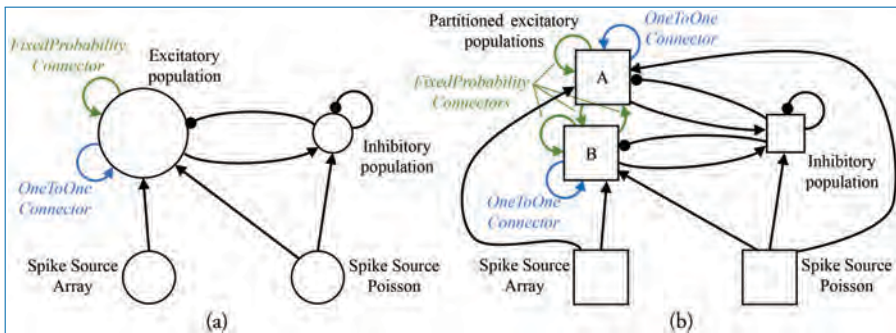 FixedProbability
Connector
Excitatory
population
Inhibitory
population
OneToOne
Connector
Spike Source
Array
Spike Source
Poisson
(a)
Partitioned excitatory
populations
OneToOne
Connector
A
FixedProbability
Connectors
B
Inhibitory
population
OneToOne
Connector
Spike Source
Array
Spike Source
Poisson
(b)